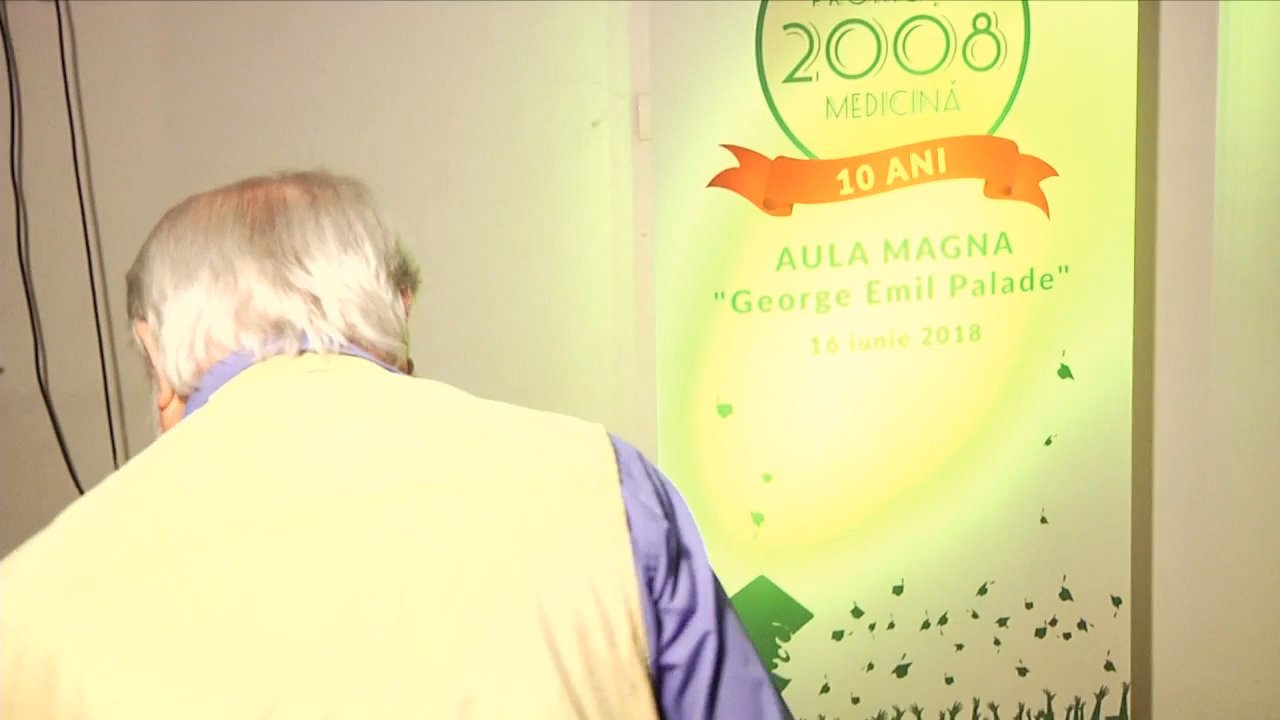 2008
MEDICINĂ
10 ANI
AULA MAGNA
"George Emil Palade"
16 iunie 2018